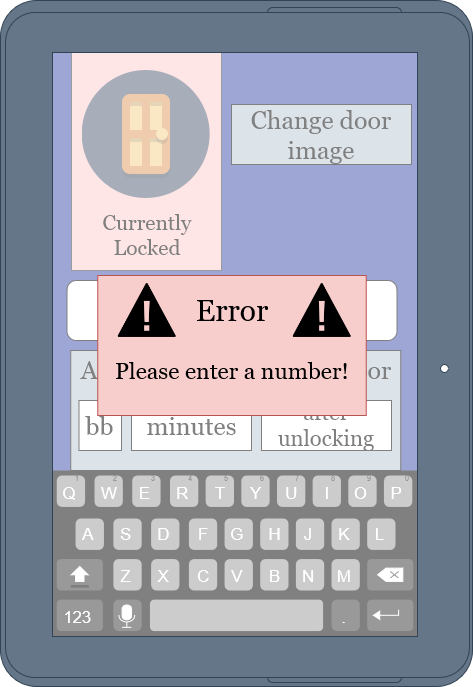 Change door
image
Currently
Locked
! Error !
Please enter a number!
A
or
bb minutes after
unlocking
1 2 3 4 5 6 7 8 9 0
Q W E R T Y U I O P
A S D F G H J K L
Z X C V B N M
123 .